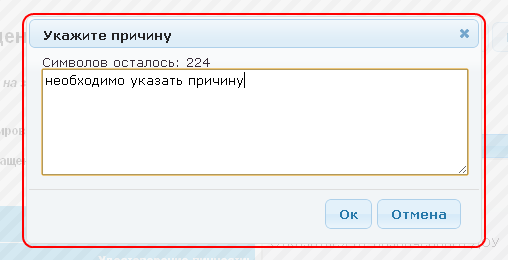 Укажите причину
Символов осталось: 224
необходимо указать причину
Ок
Отмена